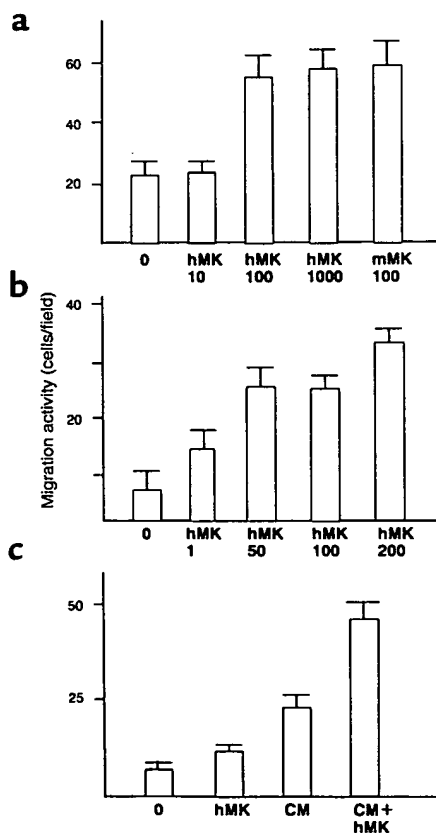 a
60
40
20
0 hMK hMK hMK mMK
10 100 1000 100
b
Migration activity (cells/field)
40
20
0 hMK hMK hMK hMK
1 50 100 200
c
50
25
0 hMK CM CM +
hMK